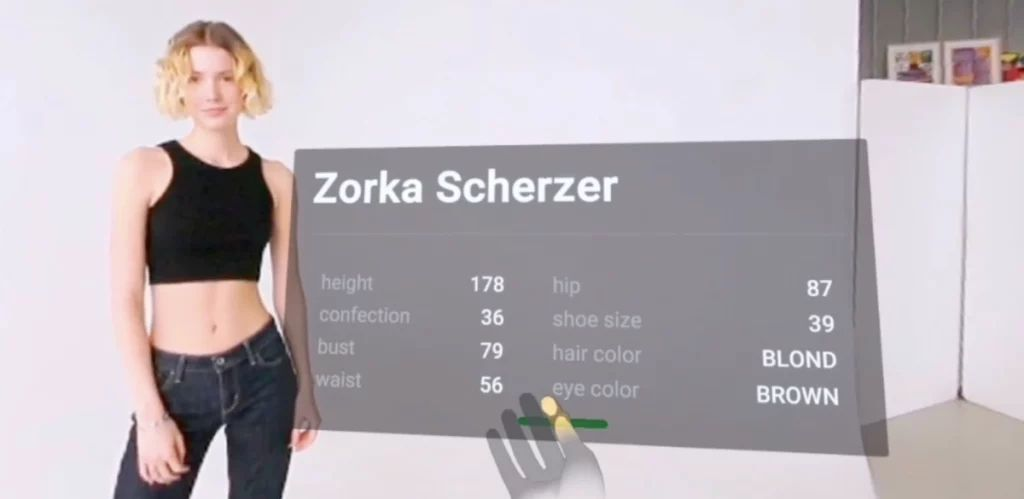 Zorka Scherzer
height 178
confection 36
bust 79
waist 56
hip 87
shoe size 39
hair color BLOND
eye color BROWN